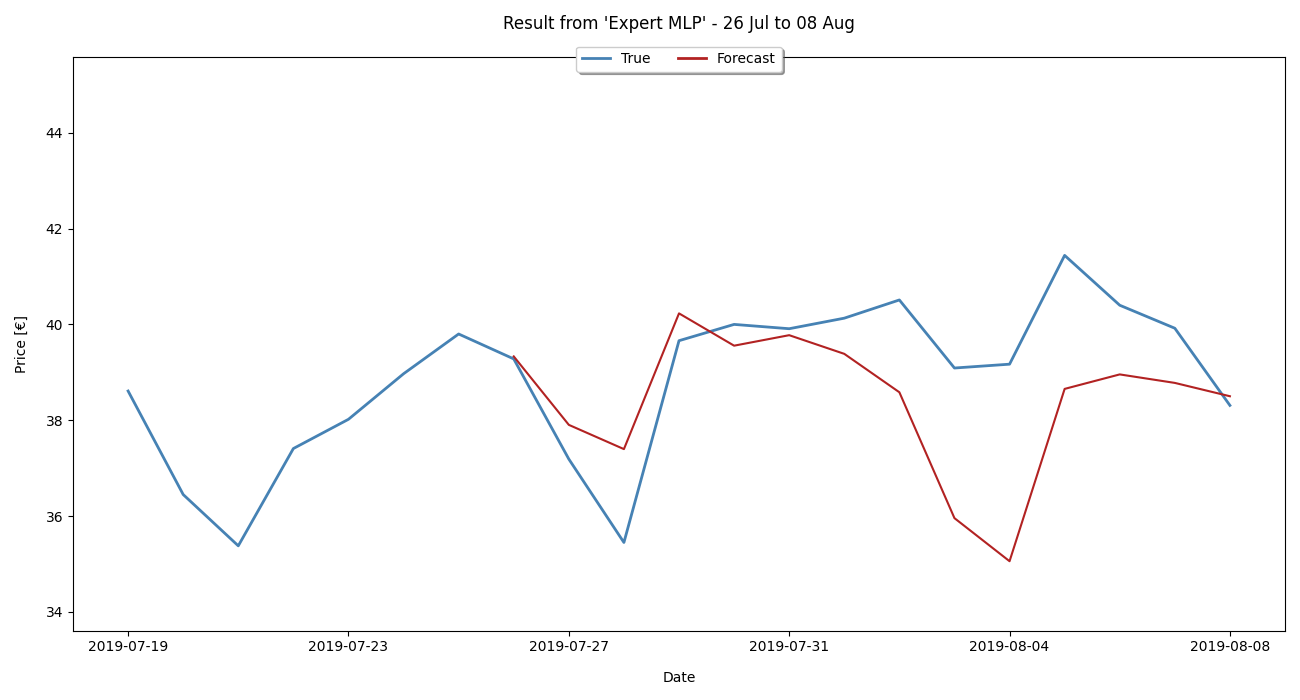 Result from 'Expert MLP' - 26 Jul to 08 Aug
True Forecast
44
42
40
38
36
34
Price [€]
2019-07-19 2019-07-23 2019-07-27 2019-07-31 2019-08-04 2019-08-08
Date